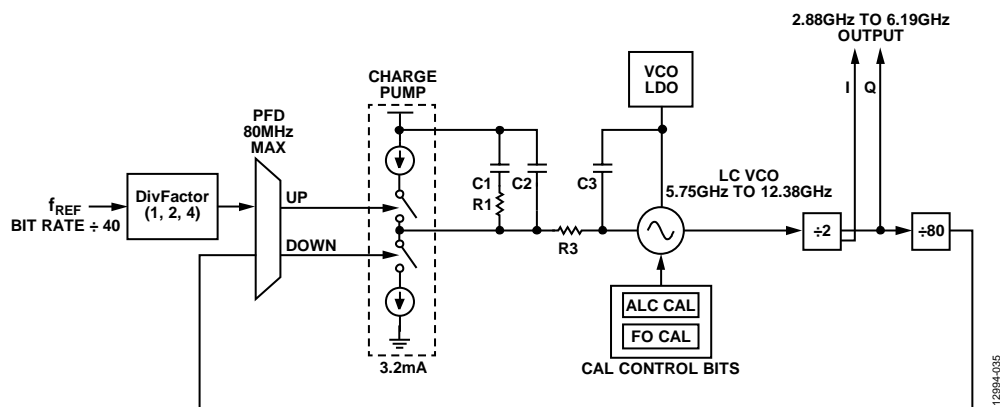 2.88GHz TO 6.19GHz
OUTPUT
I
Q
VCO
LDO
CHARGE
PUMP
PFD
80MHz
MAX
fREF
BIT RATE ÷ 40
DivFactor
(1, 2, 4)
UP
DOWN
C1
R1
C2
C3
R3
LC VCO
5.75GHz TO 12.38GHz
÷2
÷80
ALC CAL
FO CAL
CAL CONTROL BITS
3.2mA
12994-035